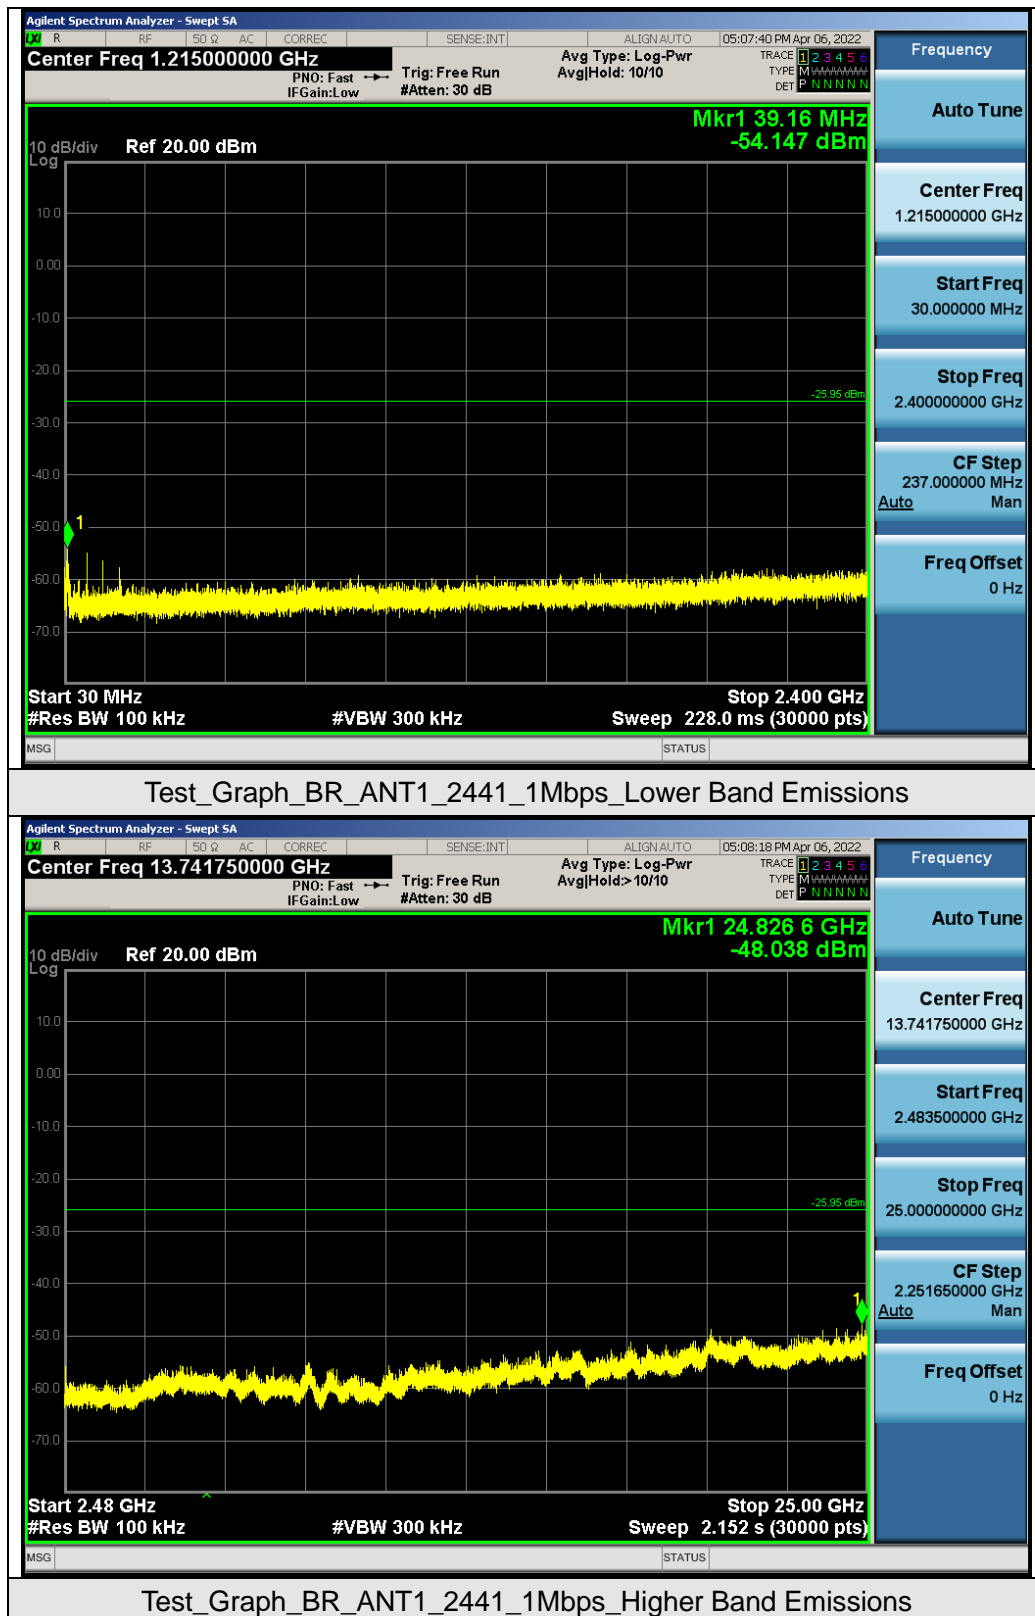 Agilent Spectrum Analyzer - Swept SA
LXI R RF 50 Ω AC CORREC SENSE:INT ALIGN AUTO 05:07:40 PM Apr 06, 2022
Center Freq 1.215000000 GHz
PNO: Fast
IFGain:Low
Trig: Free Run
#Atten: 30 dB
Avg Type: Log-Pwr
Avg|Hold: 10/10
TRACE 1 2 3 4 5 6
TYPE M WWWWW
DET P N N N N N
Frequency
Auto Tune
Mkr1 39.16 MHz
-54.147 dBm
10 dB/div Ref 20.00 dBm
Log
10.0
0.00
-10.0
-20.0
-25.95 dBm
-30.0
-40.0
-50.0
1
-60.0
-70.0
Start 30 MHz Stop 2.400 GHz
#Res BW 100 kHz #VBW 300 kHz Sweep 228.0 ms (30000 pts)
Center Freq
1.215000000 GHz
Start Freq
30.000000 MHz
Stop Freq
2.400000000 GHz
CF Step
237.000000 MHz
Auto Man
Freq Offset
0 Hz
MSG STATUS
Test_Graph_BR_ANT1_2441_1Mbps_Lower Band Emissions
Agilent Spectrum Analyzer - Swept SA
LXI R RF 50 Ω AC CORREC SENSE:INT ALIGN AUTO 05:08:18 PM Apr 06, 2022
Center Freq 13.741750000 GHz
PNO: Fast
IFGain:Low
Trig: Free Run
#Atten: 30 dB
Avg Type: Log-Pwr
Avg|Hold:> 10/10
TRACE 1 2 3 4 5 6
TYPE M WWWWW
DET P N N N N N
Frequency
Auto Tune
Mkr1 24.826 6 GHz
-48.038 dBm
10 dB/div Ref 20.00 dBm
Log
10.0
0.00
-10.0
-20.0
-25.95 dBm
-30.0
-40.0
1
-50.0
-60.0
-70.0
Start 2.48 GHz Stop 25.00 GHz
#Res BW 100 kHz #VBW 300 kHz Sweep 2.152 s (30000 pts)
Center Freq
13.741750000 GHz
Start Freq
2.483500000 GHz
Stop Freq
25.000000000 GHz
CF Step
2.251650000 GHz
Auto Man
Freq Offset
0 Hz
MSG STATUS
Test_Graph_BR_ANT1_2441_1Mbps_Higher Band Emissions